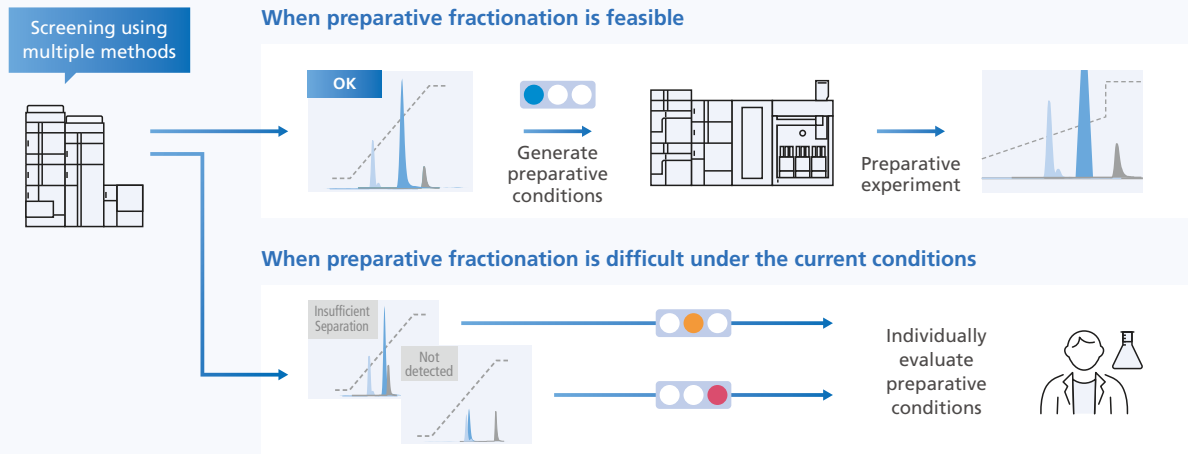 Screening using
multiple methods
When preparative fractionation is feasible
OK
Generate
preparative
conditions
Preparative
experiment
When preparative fractionation is difficult under the current conditions
Insufficient
Separation
Not
detected
Individually
evaluate
preparative
conditions